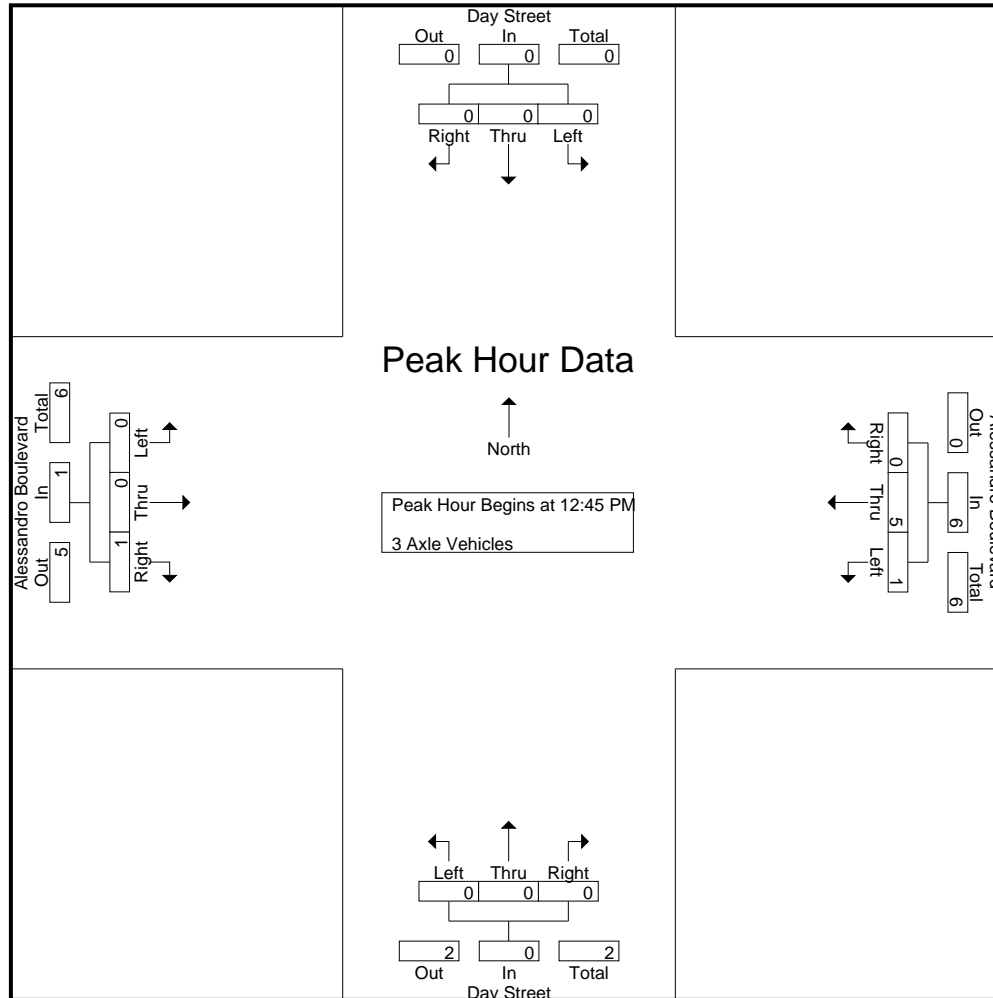 Day Street
Out In Total
0 0 0
0 0 0
Right Thru Left
Peak Hour Data
North
Peak Hour Begins at 12:45 PM
3 Axle Vehicles
Alessandro Boulevard
Out In Total
5 1 6
0 0 1
Left Thru Right
Out In Total
0 6 6
0 5 1
Right Thru Left
Left Thru Right
0 0 0
2 0 2
Out In Total
Day Street